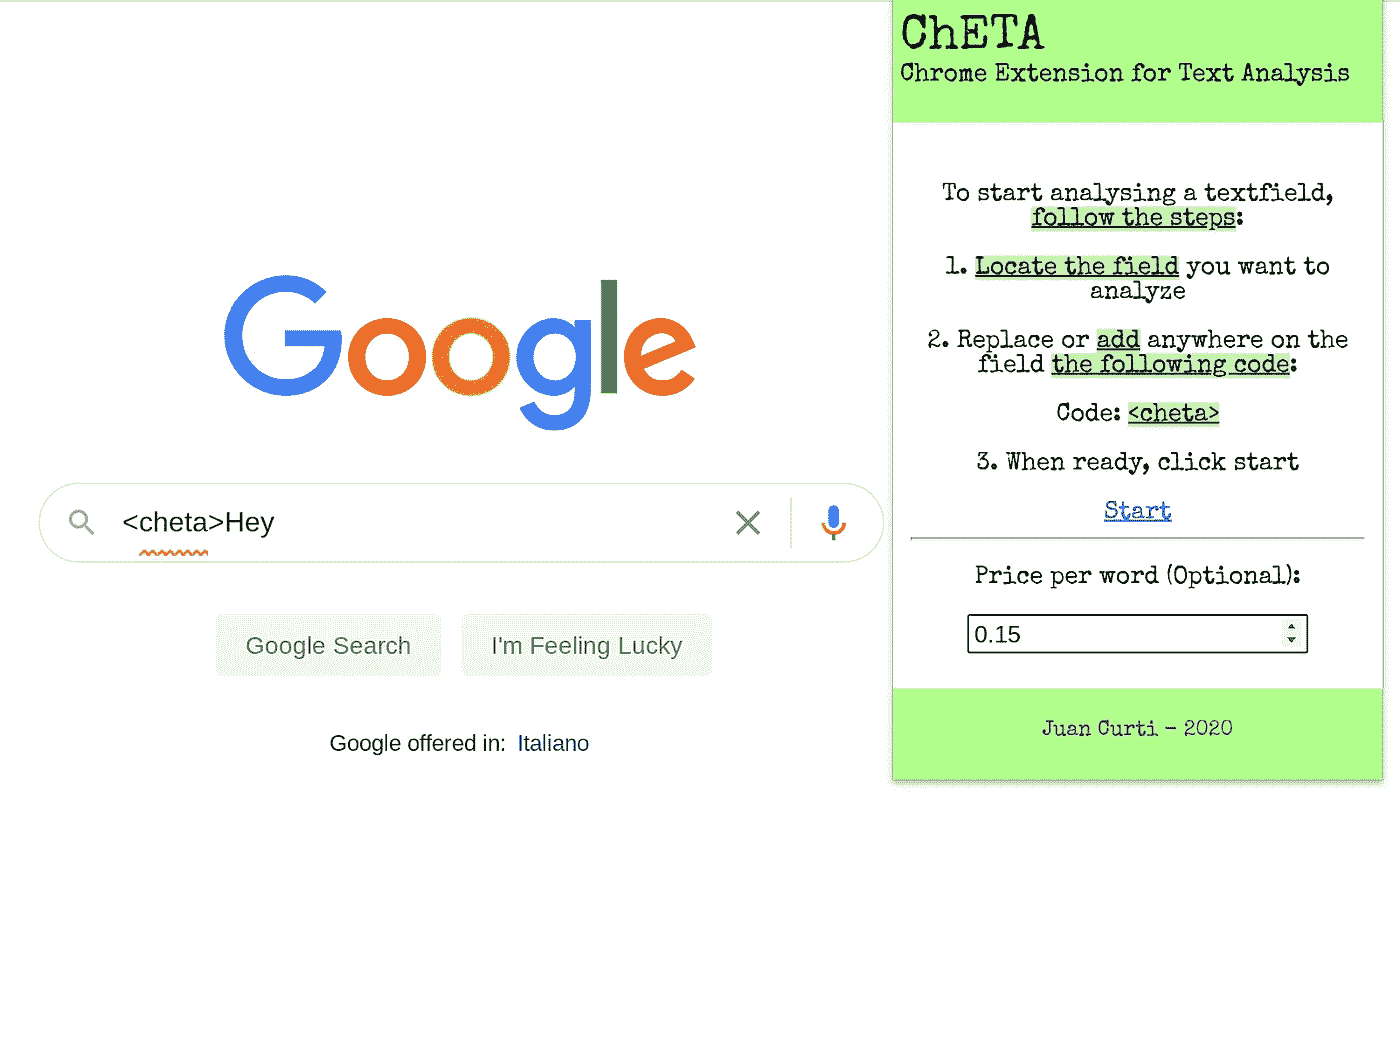 ChETA
Chrome Extension for Text Analysis
To start analysing a textfield,
follow the steps:
1. Locate the field you want to
analyze
2. Replace or add anywhere on the
field the following code:
Code: <cheta>
3. When ready, click start
Start
Price per word (Optional):
0.15
Juan Curti - 2020
Google
<cheta>Hey
Google Search
I'm Feeling Lucky
Google offered in: Italiano